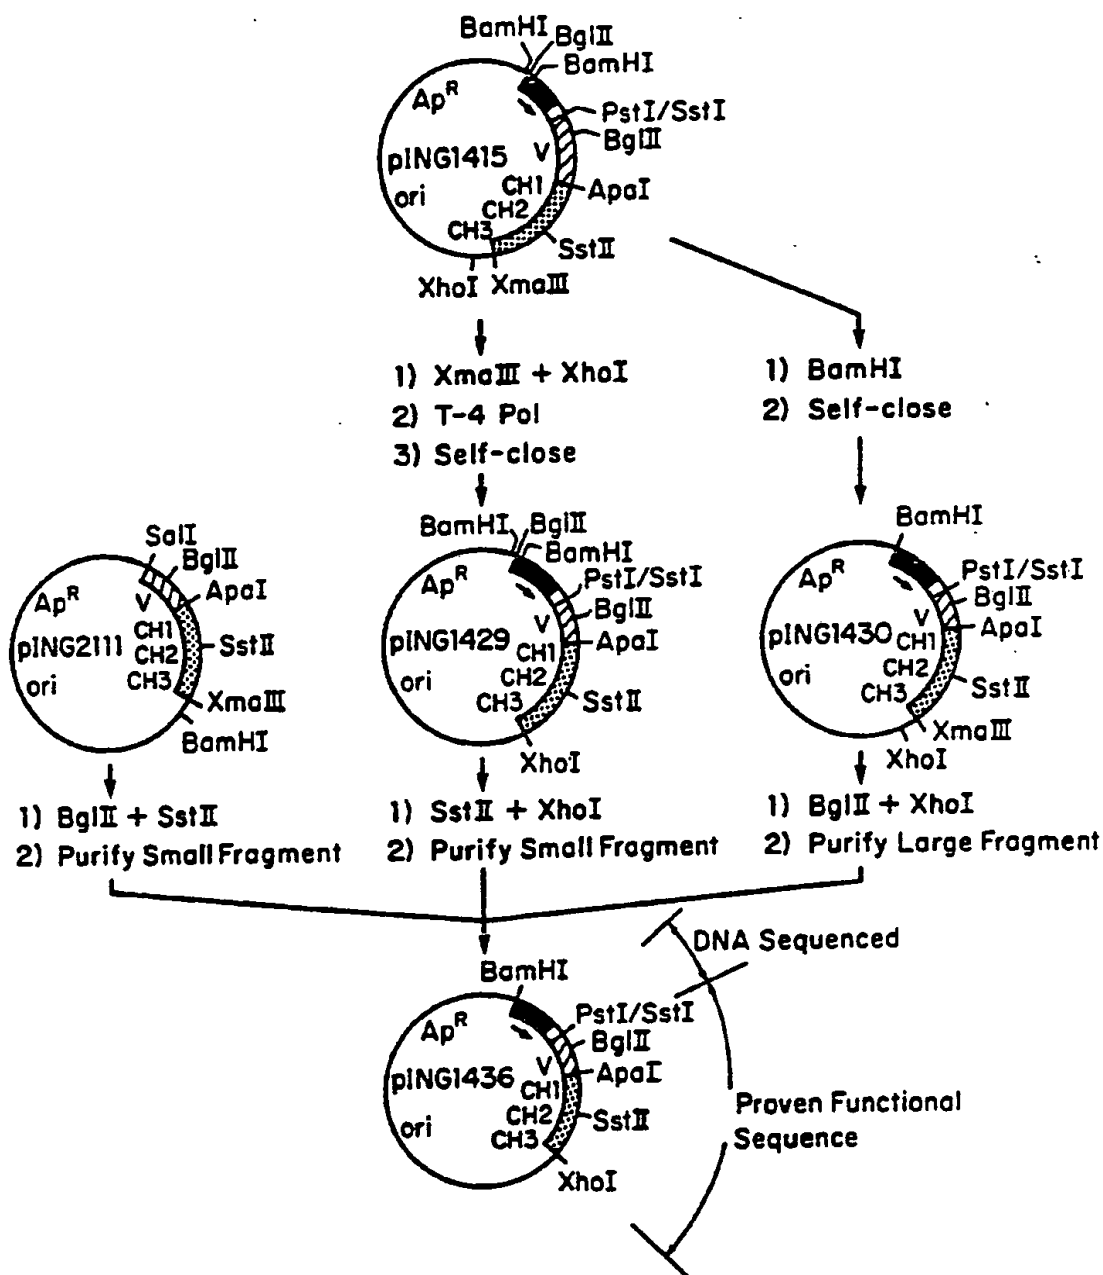 BamHI
BglII
BamHI
Ap^R
PstI/SstI
BglII
pING1415
V
ori
CH1
ApaI
CH2
CH3
SstII
XhoI XmaIII
1) XmaIII + XhoI
2) T-4 Pol
3) Self-close
1) BamHI
2) Self-close
SalI
BglII
ApaI
Ap^R
V
CH1
pING2111
CH2
SstII
ori
CH3
XmaIII
BamHI
BamHI
BglII
BamHI
Ap^R
PstI/SstI
BglII
V
pING1429
ApaI
CH1
ori
CH2
CH3
SstII
XhoI
BamHI
Ap^R
PstI/SstI
BglII
V
ApaI
pING1430
CH1
ori
CH2
CH3
SstII
XmaIII
XhoI
1) BglII + SstII
2) Purify Small Fragment
1) SstII + XhoI
2) Purify Small Fragment
1) BglII + XhoI
2) Purify Large Fragment
DNA Sequenced
BamHI
Ap^R
PstI/SstI
BglII
V
ApaI
pING1436
CH1
ori
CH2
SstII
CH3
XhoI
Proven Functional
Sequence